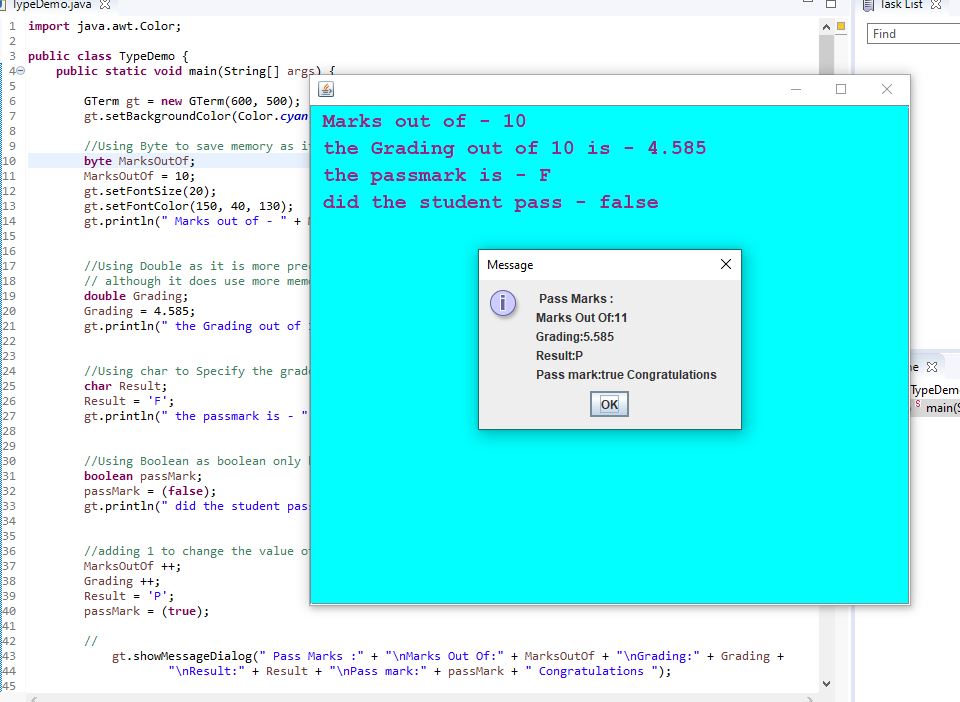 TypeDemo.java
Task List
Find
1 import java.awt.Color;
2
3 public class TypeDemo {
4 public static void main(String[] args) {
5
6 GTerm gt = new GTerm(600, 500);
7 gt.setBackgroundColor(Color.cyan
8
9 //Using Byte to save memory as i
10 byte MarksOutOf;
11 MarksOutOf = 10;
12 gt.setFontSize(20);
13 gt.setFontColor(150, 40, 130);
14 gt.println(" Marks out of - " +
15
16
17 //Using Double as it is more pre
18 // although it does use more mem
19 double Grading;
20 Grading = 4.585;
21 gt.println(" the Grading out of
22
23
24 //Using char to Specify the grad
25 char Result;
26 Result = 'F';
27 gt.println(" the passmark is - "
28
29
30 //Using Boolean as boolean only
31 boolean passMark;
32 passMark = (false);
33 gt.println(" did the student pas
34
35
36 //adding 1 to change the value o
37 MarksOutOf ++;
38 Grading ++;
39 Result = 'P';
40 passMark = (true);
41
42 //
43 gt.showMessageDialog(" Pass Marks :" + "\nMarks Out Of:" + MarksOutOf + "\nGrading:" + Grading +
44 "\nResult:" + Result + "\nPass mark:" + passMark + " Congratulations ");
45
Marks out of - 10
the Grading out of 10 is - 4.585
the passmark is - F
did the student pass - false
Message
Pass Marks :
Marks Out Of:11
Grading:5.585
Result:P
Pass mark:true Congratulations
OK
ne
TypeDem
S main(S